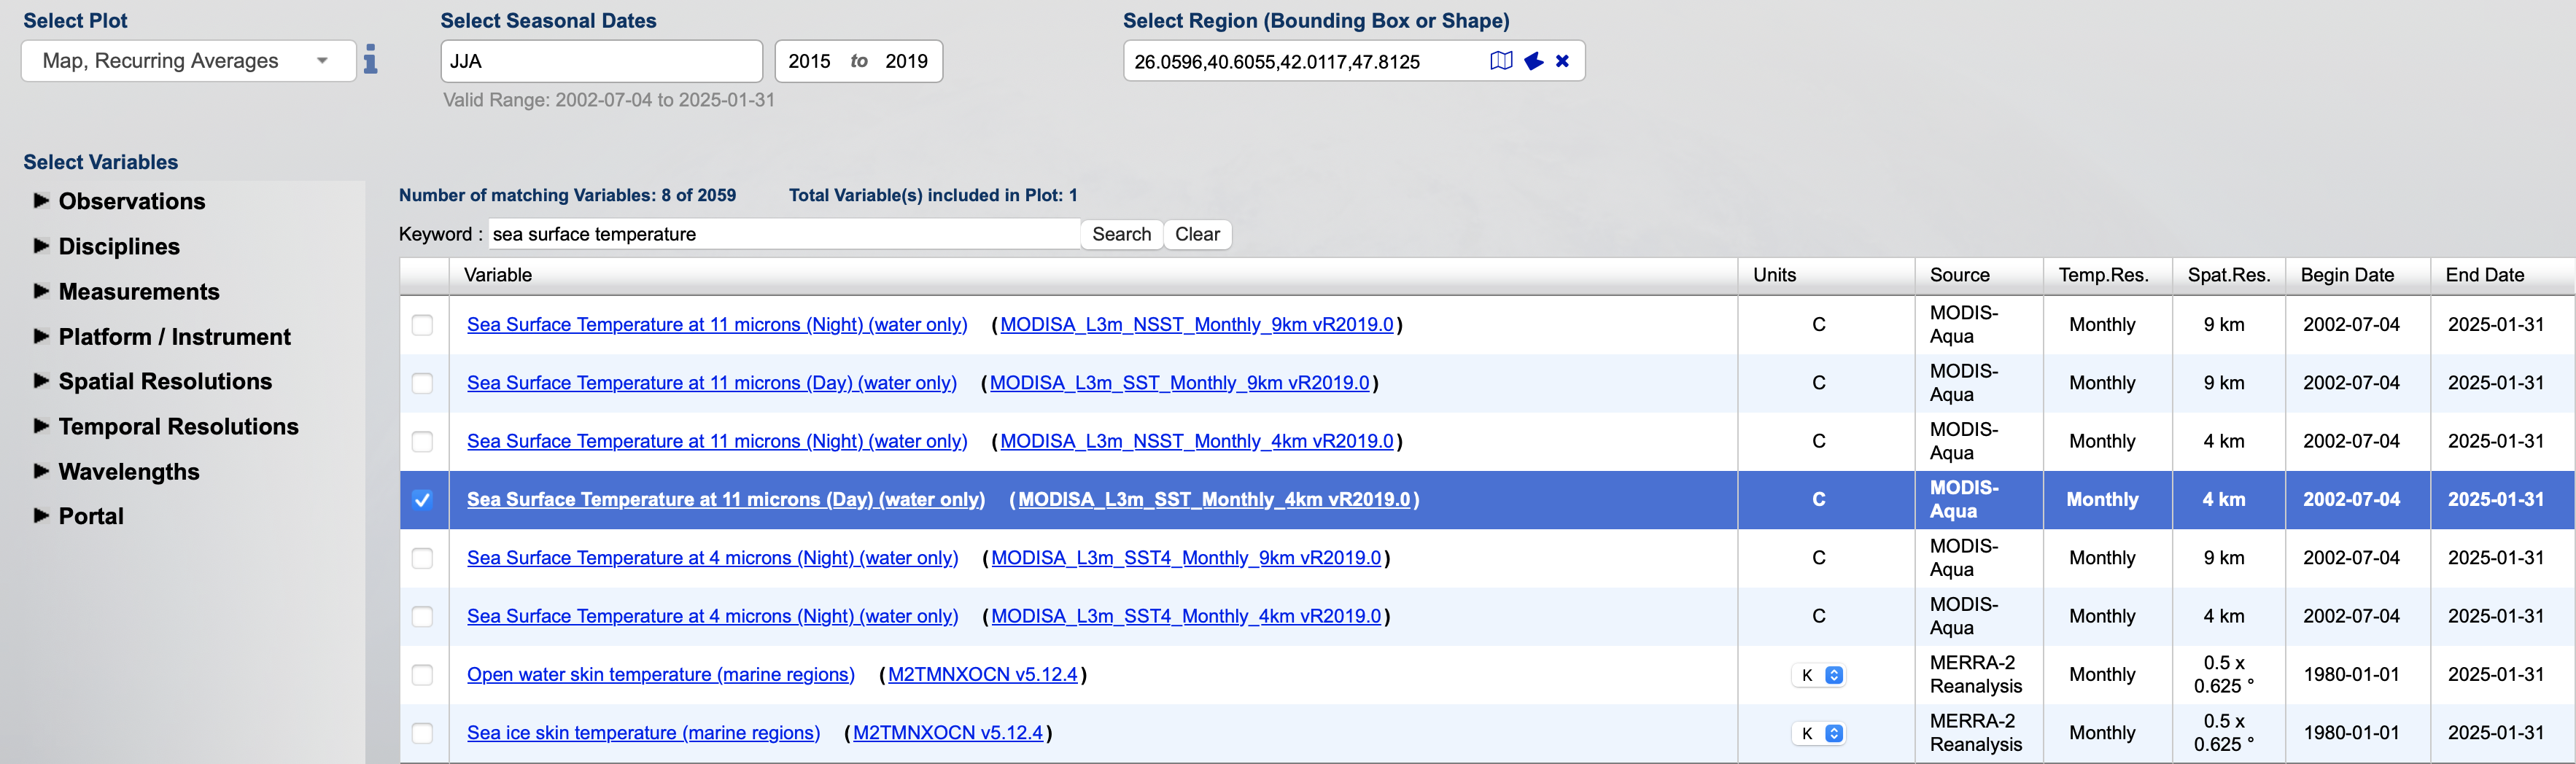 Select Plot
Select Seasonal Dates
Select Region (Bounding Box or Shape)
Map, Recurring Averages
JJA
2015 to 2019
26.0596,40.6055,42.0117,47.8125
Valid Range: 2002-07-04 to 2025-01-31
Select Variables
Observations
Disciplines
Measurements
Platform / Instrument
Spatial Resolutions
Temporal Resolutions
Wavelengths
Portal
Number of matching Variables: 8 of 2059 Total Variable(s) included in Plot: 1
Keyword : sea surface temperature Search Clear
Variable Units Source Temp.Res. Spat.Res. Begin Date End Date
Sea Surface Temperature at 11 microns (Night) (water only) (MODISA_L3m_NSST_Monthly_9km vR2019.0) C MODIS-Aqua Monthly 9 km 2002-07-04 2025-01-31
Sea Surface Temperature at 11 microns (Day) (water only) (MODISA_L3m_SST_Monthly_9km vR2019.0) C MODIS-Aqua Monthly 9 km 2002-07-04 2025-01-31
Sea Surface Temperature at 11 microns (Night) (water only) (MODISA_L3m_NSST_Monthly_4km vR2019.0) C MODIS-Aqua Monthly 4 km 2002-07-04 2025-01-31
Sea Surface Temperature at 11 microns (Day) (water only) (MODISA_L3m_SST_Monthly_4km vR2019.0) C MODIS-Aqua Monthly 4 km 2002-07-04 2025-01-31
Sea Surface Temperature at 4 microns (Night) (water only) (MODISA_L3m_SST4_Monthly_9km vR2019.0) C MODIS-Aqua Monthly 9 km 2002-07-04 2025-01-31
Sea Surface Temperature at 4 microns (Night) (water only) (MODISA_L3m_SST4_Monthly_4km vR2019.0) C MODIS-Aqua Monthly 4 km 2002-07-04 2025-01-31
Open water skin temperature (marine regions) (M2TMNXOCN v5.12.4) K MERRA-2 Reanalysis Monthly 0.5 x 0.625 ° 1980-01-01 2025-01-31
Sea ice skin temperature (marine regions) (M2TMNXOCN v5.12.4) K MERRA-2 Reanalysis Monthly 0.5 x 0.625 ° 1980-01-01 2025-01-31